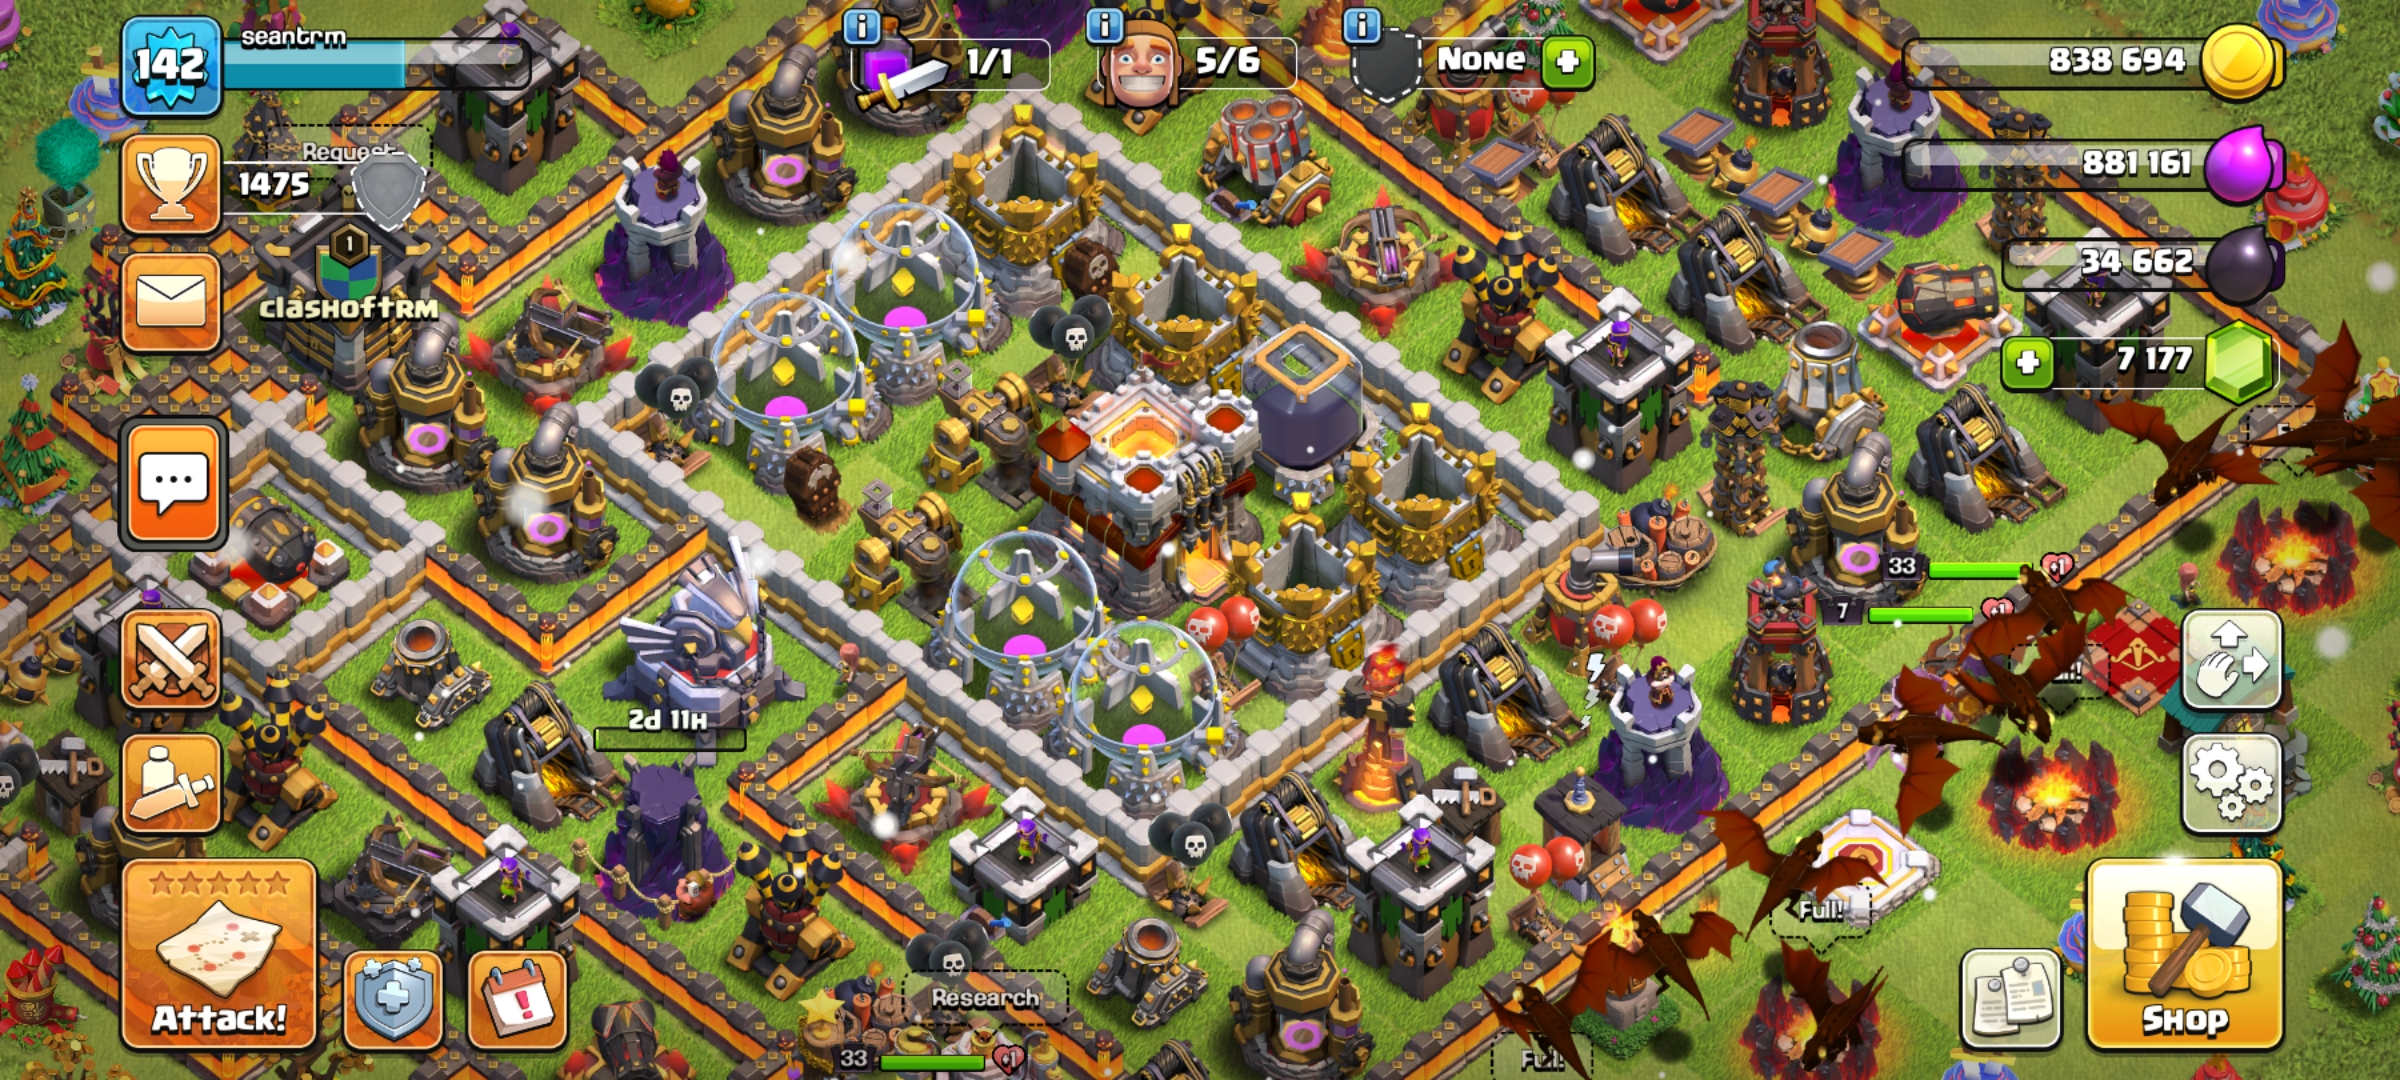 142
seantrm
1/1
5/6
None
838 694
Request
1475
881 161
1
clashoftRM
34 662
7 177
33
7
2d 11H
Full!
Attack!
Research
33
Full!
Shop